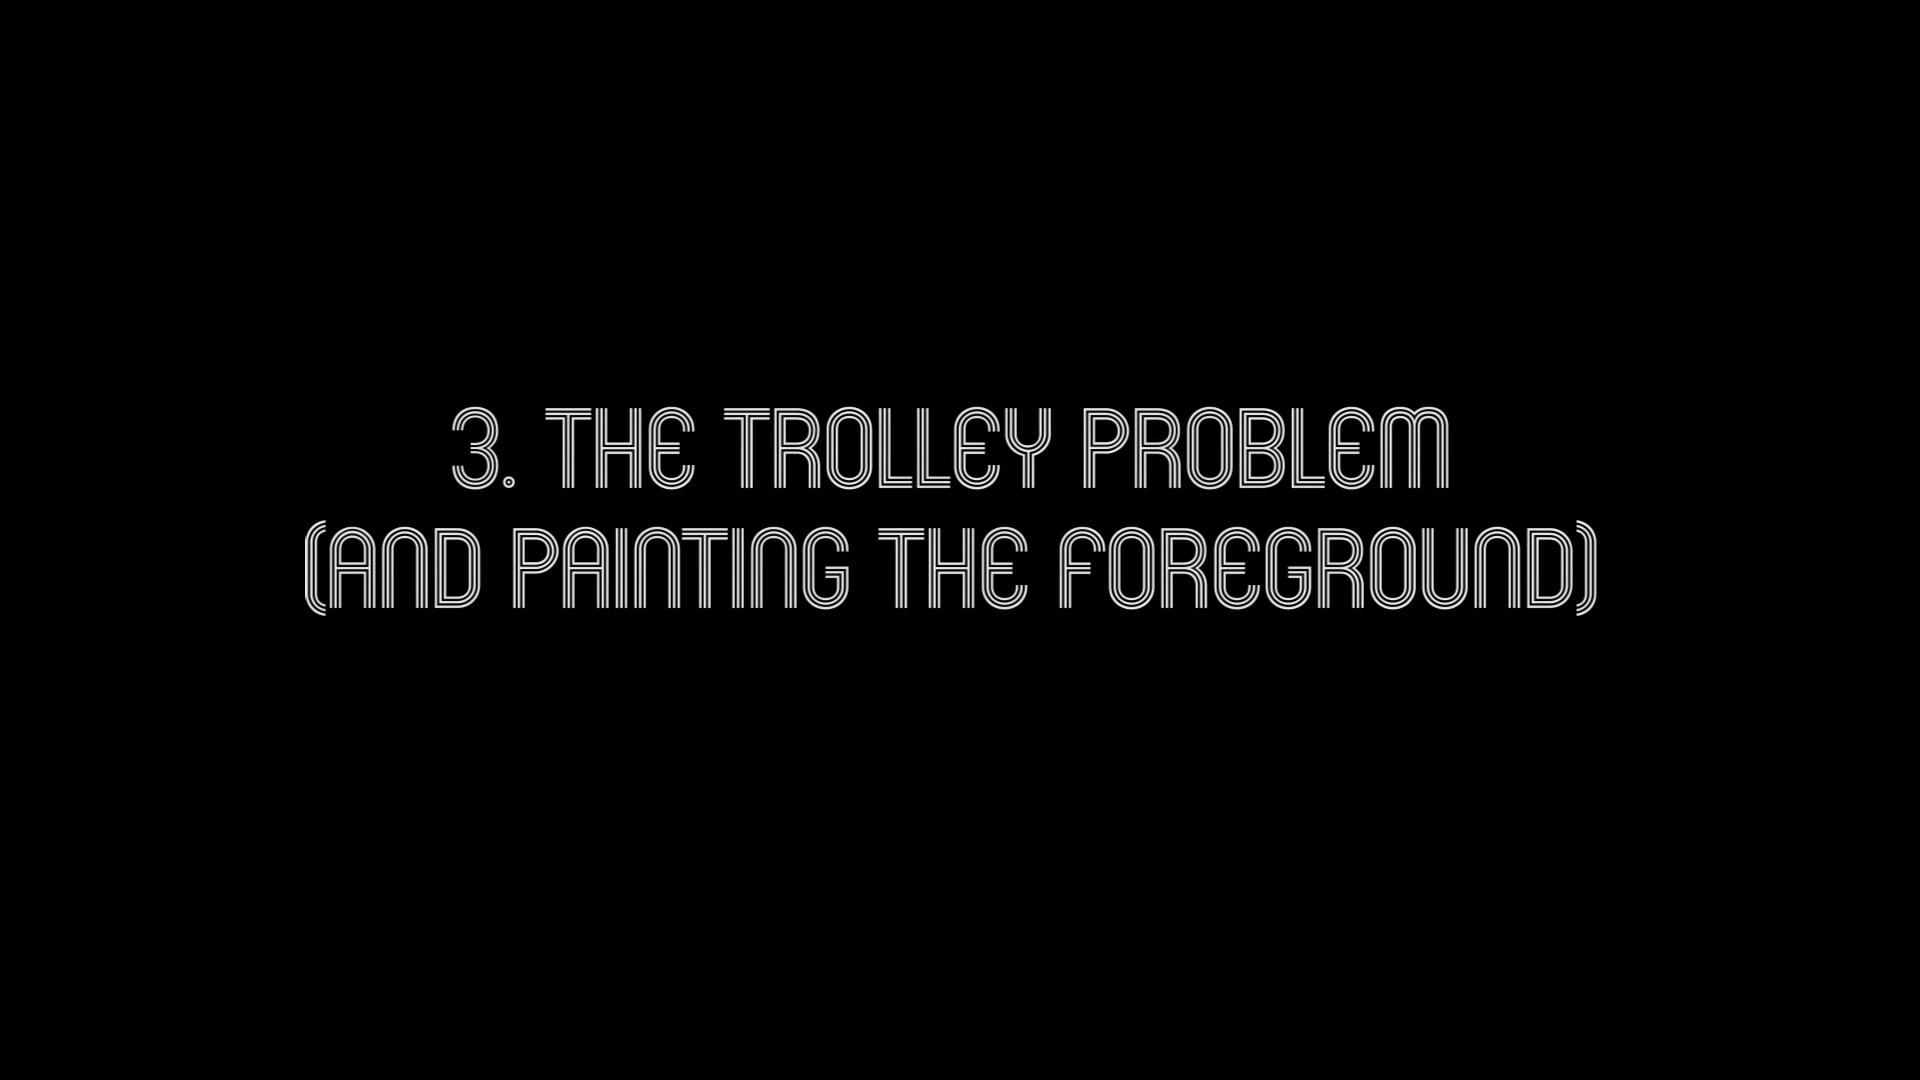 3. THE TROLLEY PROBLEM
(AND PAINTING THE FOREGROUND)